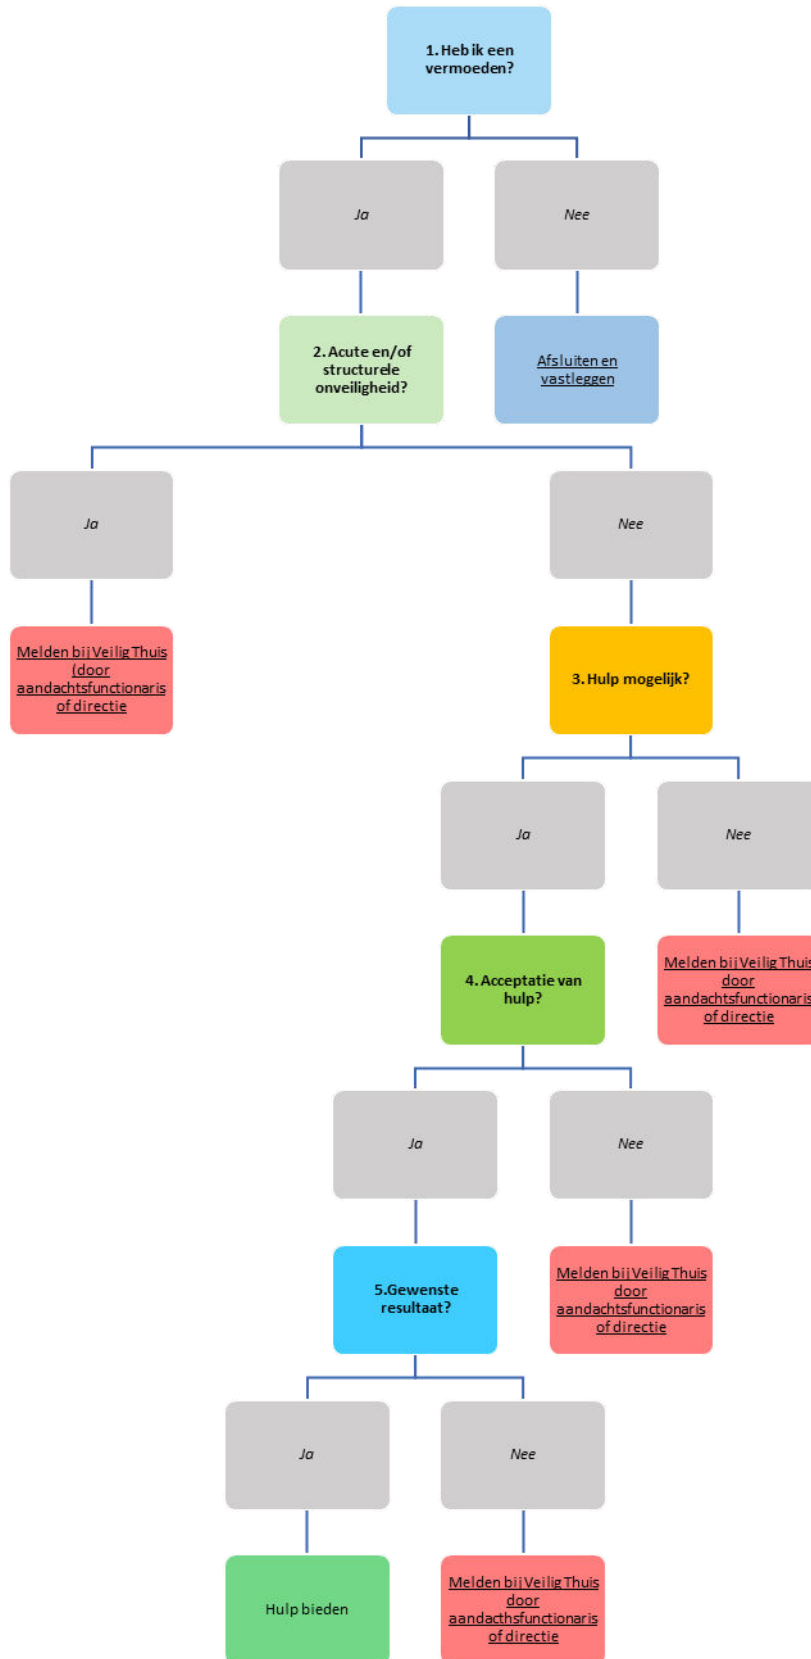 1. Heb ik een
vermoeden?
Ja
Nee
2. Acute en/of
structurele
onveiligheid?
Afsluiten en
vastleggen
Ja
Nee
Melden bij Veilig Thuis
(door
aandachtsfunctionaris
of directie
3. Hulp mogelijk?
Ja
Nee
4. Acceptatie van
hulp?
Melden bij Veilig Thuis
door
aandachtsfunctionaris
of directie
Ja
Nee
5.Gewenste
resultaat?
Melden bij Veilig Thuis
door
aandachtsfunctionaris
of directie
Ja
Nee
Hulp bieden
Melden bij Veilig Thuis
door
aandacthsfunctionaris
of directie